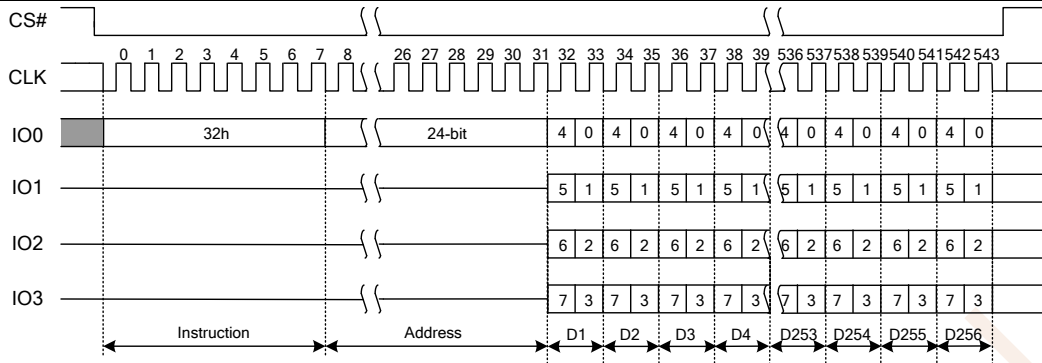 CS#
0 1 2 3 4 5 6 7 8 26 27 28 29 30 31 32 33 34 35 36 37 38 39 536 537 538 539 540 541 542 543
CLK
IO0 32h 24-bit 4 0 4 0 4 0 4 0 4 0 4 0 4 0 4 0
IO1 5 1 5 1 5 1 5 1 5 1 5 1 5 1 5 1
IO2 6 2 6 2 6 2 6 2 6 2 6 2 6 2 6 2
IO3 7 3 7 3 7 3 7 3 7 3 7 3 7 3 7 3
Instruction Address D1 D2 D3 D4 D253 D254 D255 D256